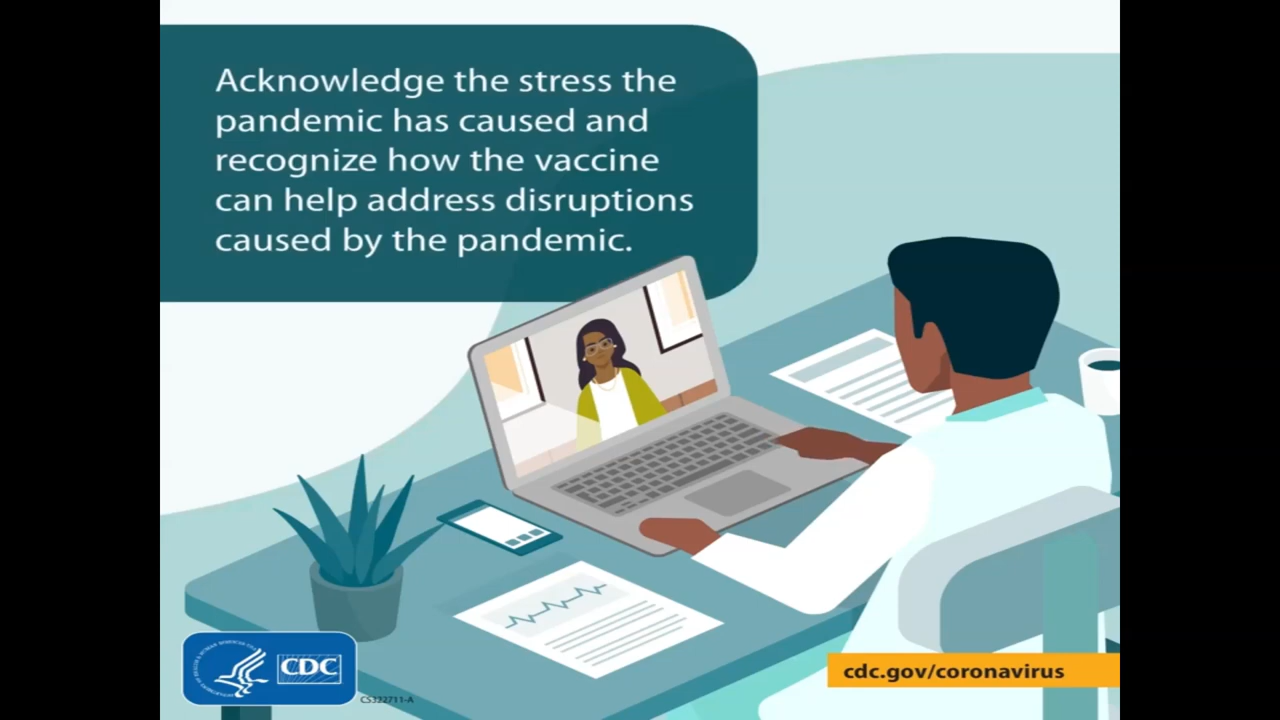 Acknowledge the stress the
pandemic has caused and
recognize how the vaccine
can help address disruptions
caused by the pandemic.
CDC
CS322711-A
cdc.gov/coronavirus